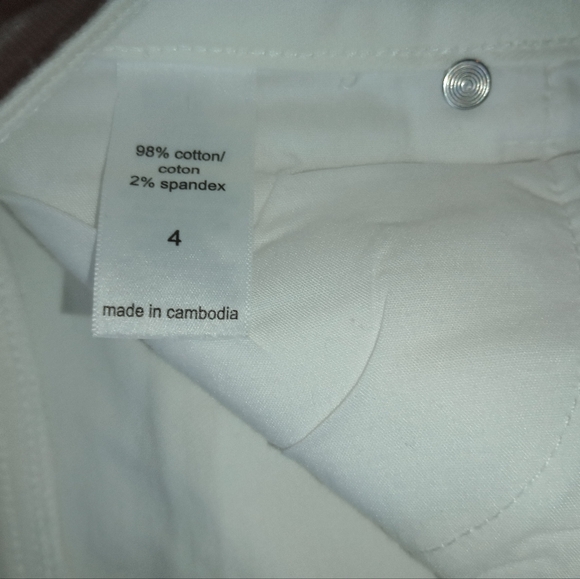 98% cotton/
coton
2% spandex
4
made in cambodia